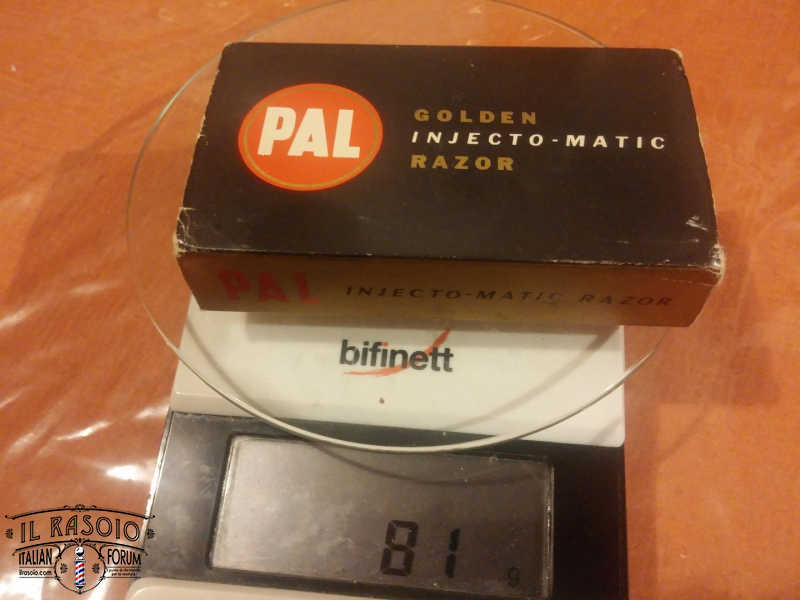 PAL
GOLDEN
INJECTO-MATIC
RAZOR
PAL INJECTO-MATIC RAZOR
bifinett
81 g
IL RASOIO
ITALIAN FORUM
ilrasoio.com